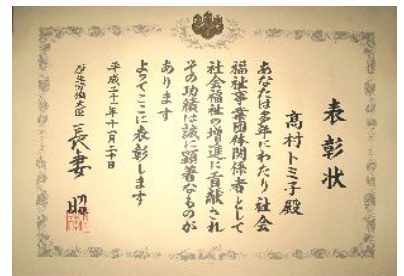 表彰状
髙村トミ子殿
あなたは多年にわたり社会
福祉事業団体関係者として
社会福祉の増進に貢献され
その功績は誠に顕著なものが
あります
よってここに表彰します
平成二十一年十一月二十日
厚生労働大臣 長妻 昭